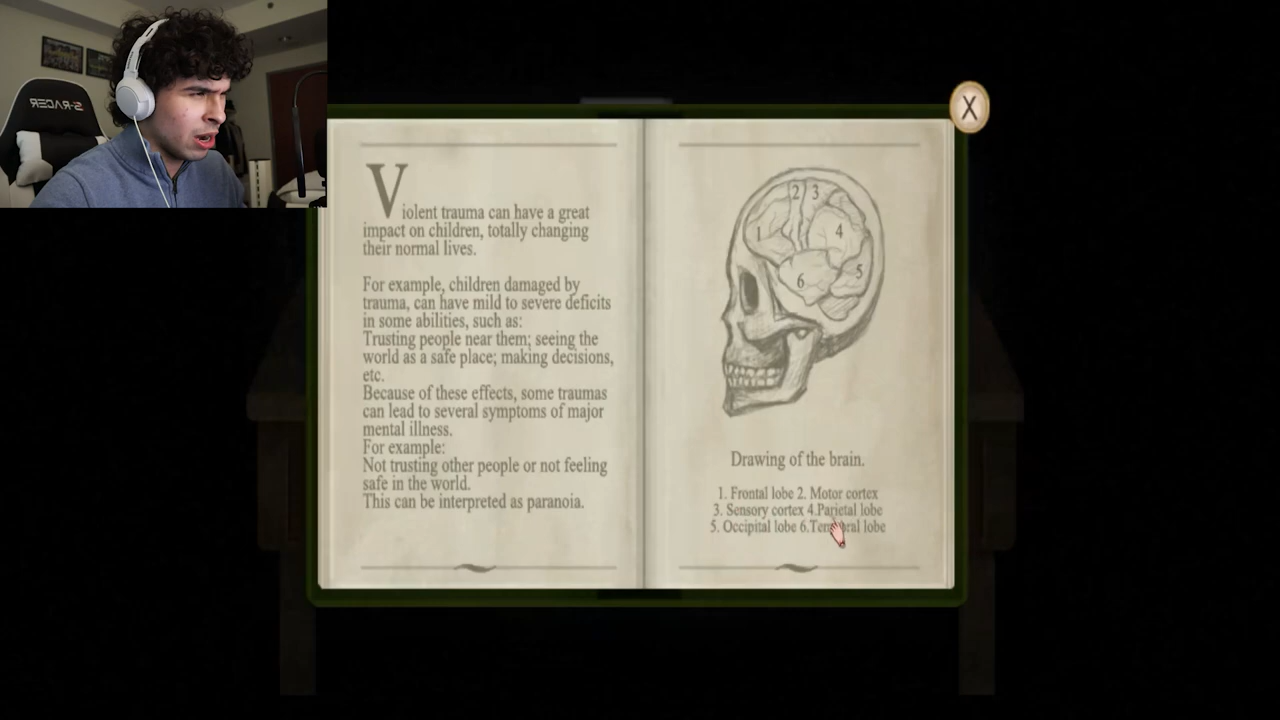 S-RACER
X
Violent trauma can have a great
impact on children, totally changing
their normal lives.
For example, children damaged by
trauma, can have mild to severe deficits
in some abilities, such as:
Trusting people near them; seeing the
world as a safe place; making decisions,
etc.
Because of these effects, some traumas
can lead to several symptoms of major
mental illness.
For example:
Not trusting other people or not feeling
safe in the world.
This can be interpreted as paranoia.
2 3
1 4
5
6
Drawing of the brain.
1. Frontal lobe 2. Motor cortex
3. Sensory cortex 4.Parietal lobe
5. Occipital lobe 6.Temporal lobe